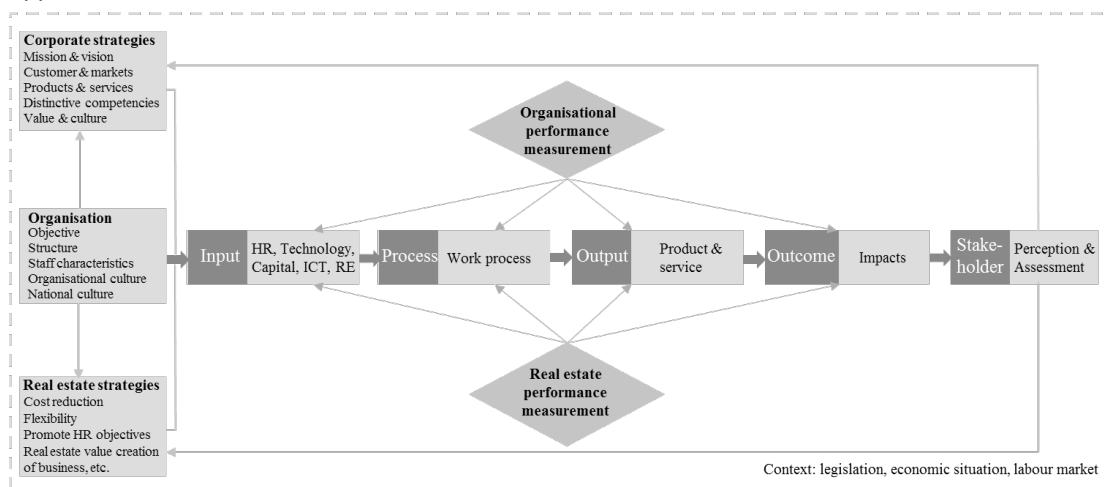 Corporate strategies
Mission & vision
Customer & markets
Products & services
Distinctive competencies
Value & culture
Organisational
performance
measurement
Organisation
Objective
Structure
Staff characteristics
Organisational culture
National culture
Input
HR, Technology,
Capital, ICT, RE
Process
Work process
Output
Product &
service
Outcome
Impacts
Stake-
holder
Perception &
Assessment
Real estate
performance
measurement
Real estate strategies
Cost reduction
Flexibility
Promote HR objectives
Real estate value creation
of business, etc.
Context: legislation, economic situation, labour market